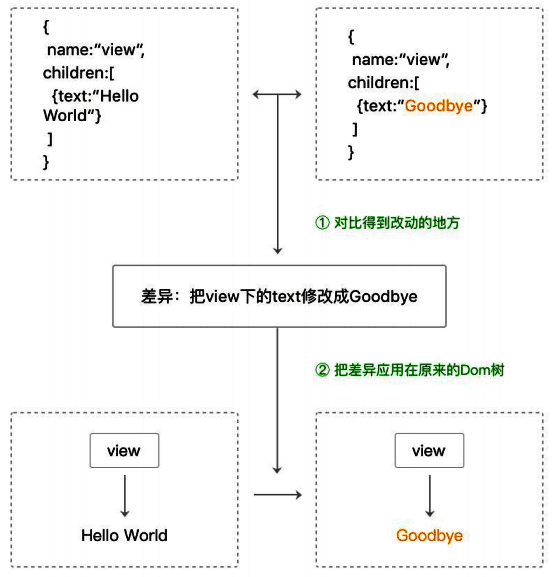 {
name:"view",
children:[
{text:"Hello
World"}
]
}
{
name:"view",
children:[
{text:"Goodbye"}
]
}
① 对比得到改动的地方
差异：把view下的text修改成Goodbye
② 把差异应用在原来的Dom树
view
Hello World
view
Goodbye